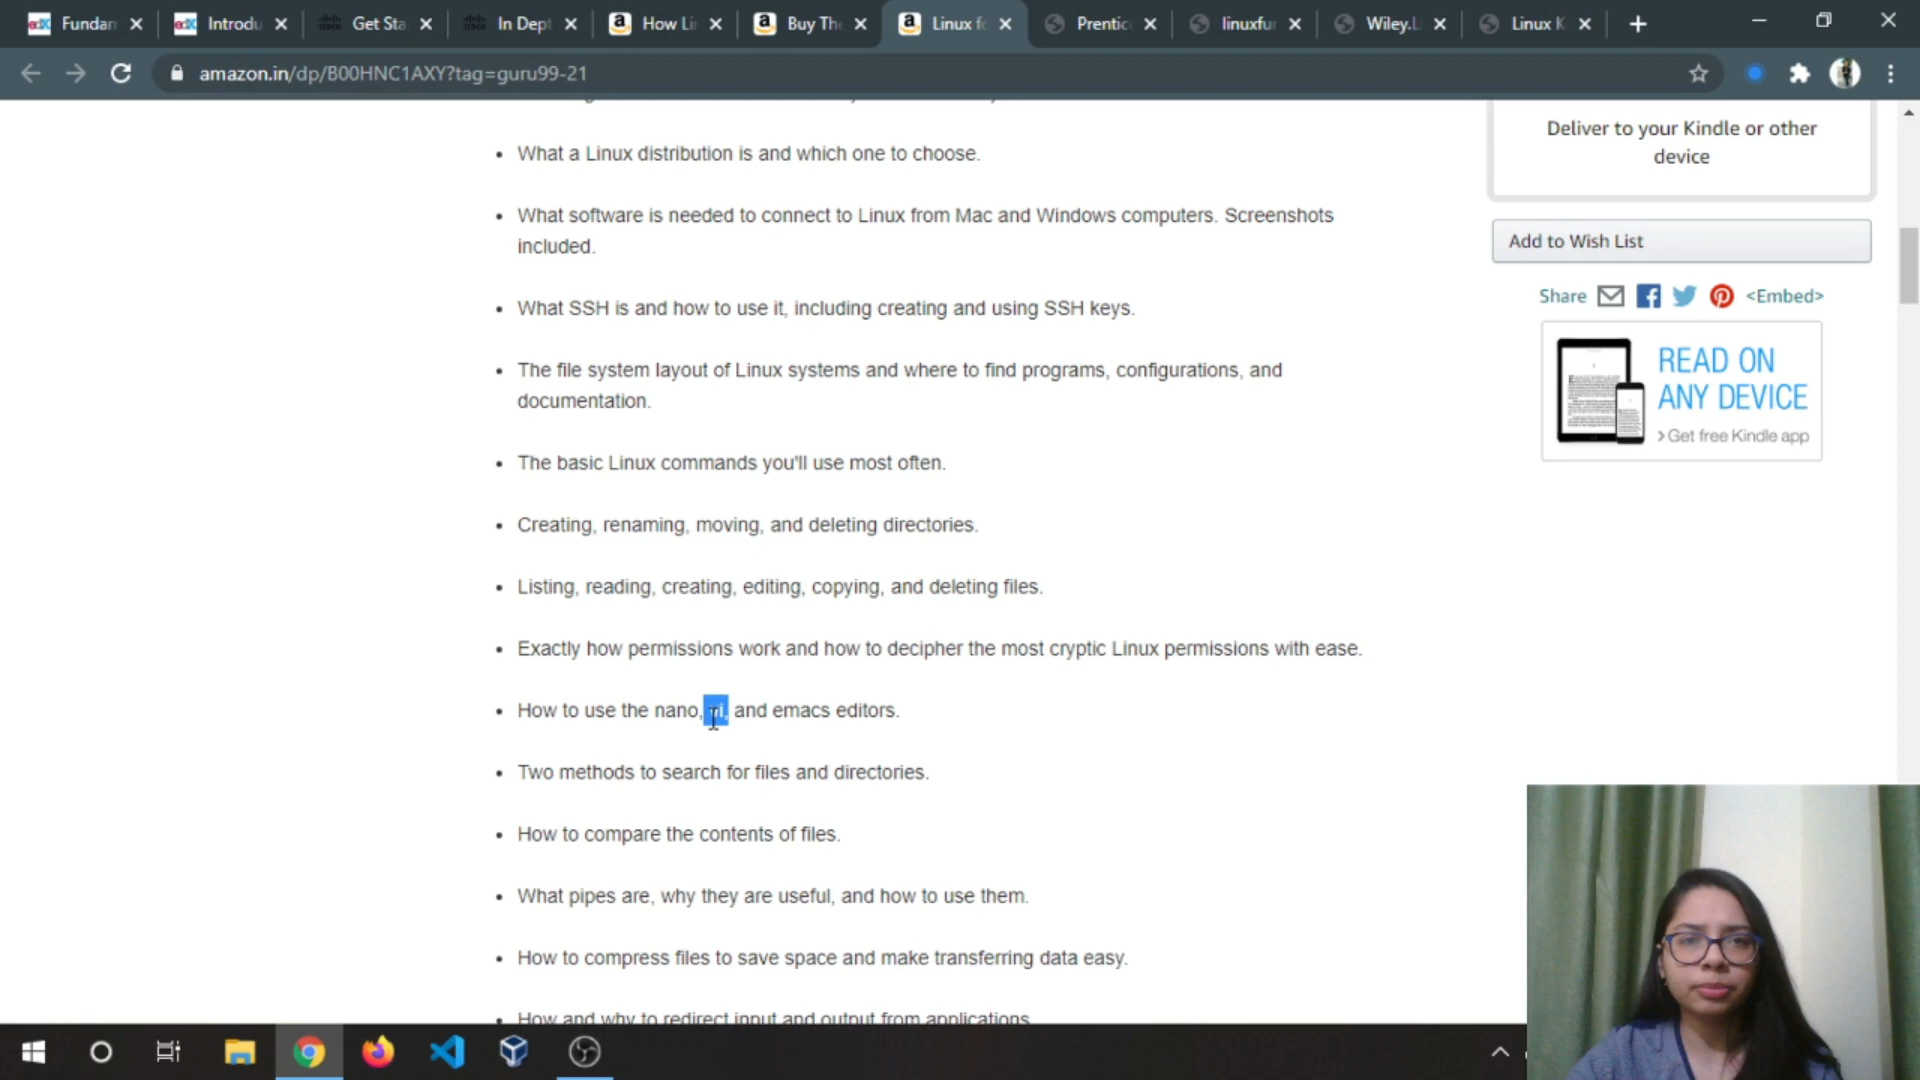 Fundam
Introdu
Get Sta
In Dept
How Li
Buy Th
Linux fo
Prentic
linuxfu
Wiley.L
Linux K
amazon.in/dp/B00HNC1AXY?tag=guru99-21
• What a Linux distribution is and which one to choose.
• What software is needed to connect to Linux from Mac and Windows computers. Screenshots
included.
• What SSH is and how to use it, including creating and using SSH keys.
• The file system layout of Linux systems and where to find programs, configurations, and
documentation.
• The basic Linux commands you'll use most often.
• Creating, renaming, moving, and deleting directories.
• Listing, reading, creating, editing, copying, and deleting files.
• Exactly how permissions work and how to decipher the most cryptic Linux permissions with ease.
• How to use the nano, vi, and emacs editors.
• Two methods to search for files and directories.
• How to compare the contents of files.
• What pipes are, why they are useful, and how to use them.
• How to compress files to save space and make transferring data easy.
• How and why to redirect input and output from applications.
Deliver to your Kindle or other
device
Add to Wish List
Share <Embed>
READ ON
ANY DEVICE
› Get free Kindle app